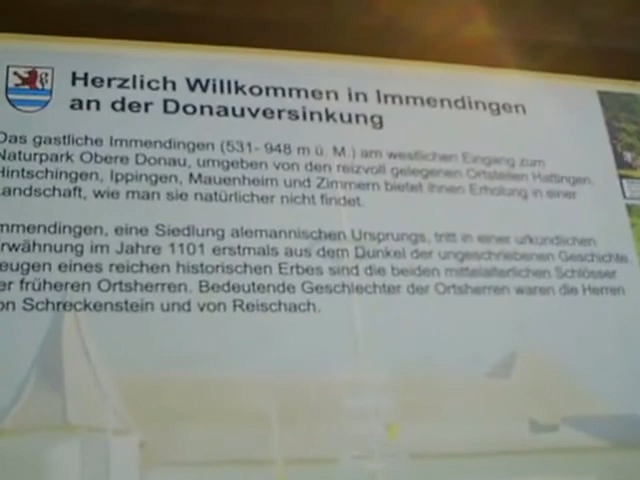 Herzlich Willkommen in Immendingen
an der Donauversinkung
Das gastliche Immendingen (531- 948 m ü. M.) am westlichen Eingang zum
Naturpark Obere Donau, umgeben von den reizvoll gelegenen Ortsteilen Hattingen,
Hintschingen, Ippingen, Mauenheim und Zimmern bietet Ihnen Erholung in einer
Landschaft, wie man sie natürlicher nicht findet.
mmendingen, eine Siedlung alemannischen Ursprungs, tritt in einer urkundlichen
rwähnung im Jahre 1101 erstmals aus dem Dunkel der ungeschriebenen Geschichte.
eugen eines reichen historischen Erbes sind die beiden mittelalterlichen Schlösser
er früheren Ortsherren. Bedeutende Geschlechter der Ortsherren waren die Herren
on Schreckenstein und von Reischach.